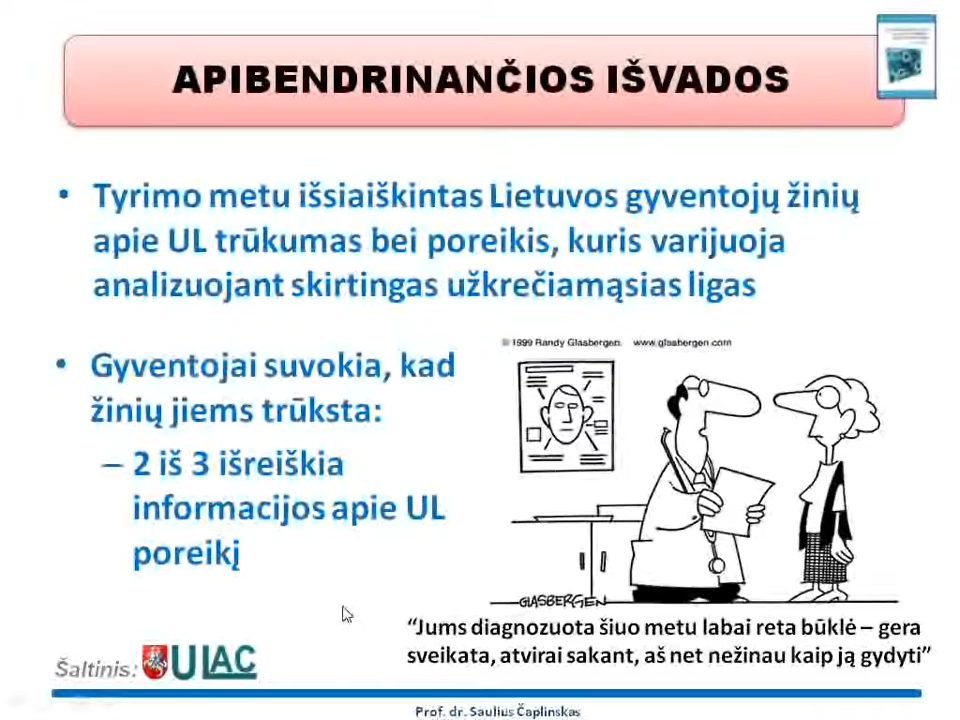 APIBENDRINANČIOS IŠVADOS
• Tyrimo metu išsiaiškintas Lietuvos gyventojų žinių
apie UL trūkumas bei poreikis, kuris varijuoja
analizuojant skirtingas užkrečiamąsias ligas
• Gyventojai suvokia, kad
žinių jiems trūksta:
– 2 iš 3 išreiškia
informacijos apie UL
poreikį
© 1999 Randy Glasbergen. www.glasbergen.com
GLASBERGEN
“Jums diagnozuota šiuo metu labai reta būklė – gera
sveikata, atvirai sakant, aš net nežinau kaip ją gydyti”
Šaltinis: ULAC
Prof. dr. Saulius Čaplinskas